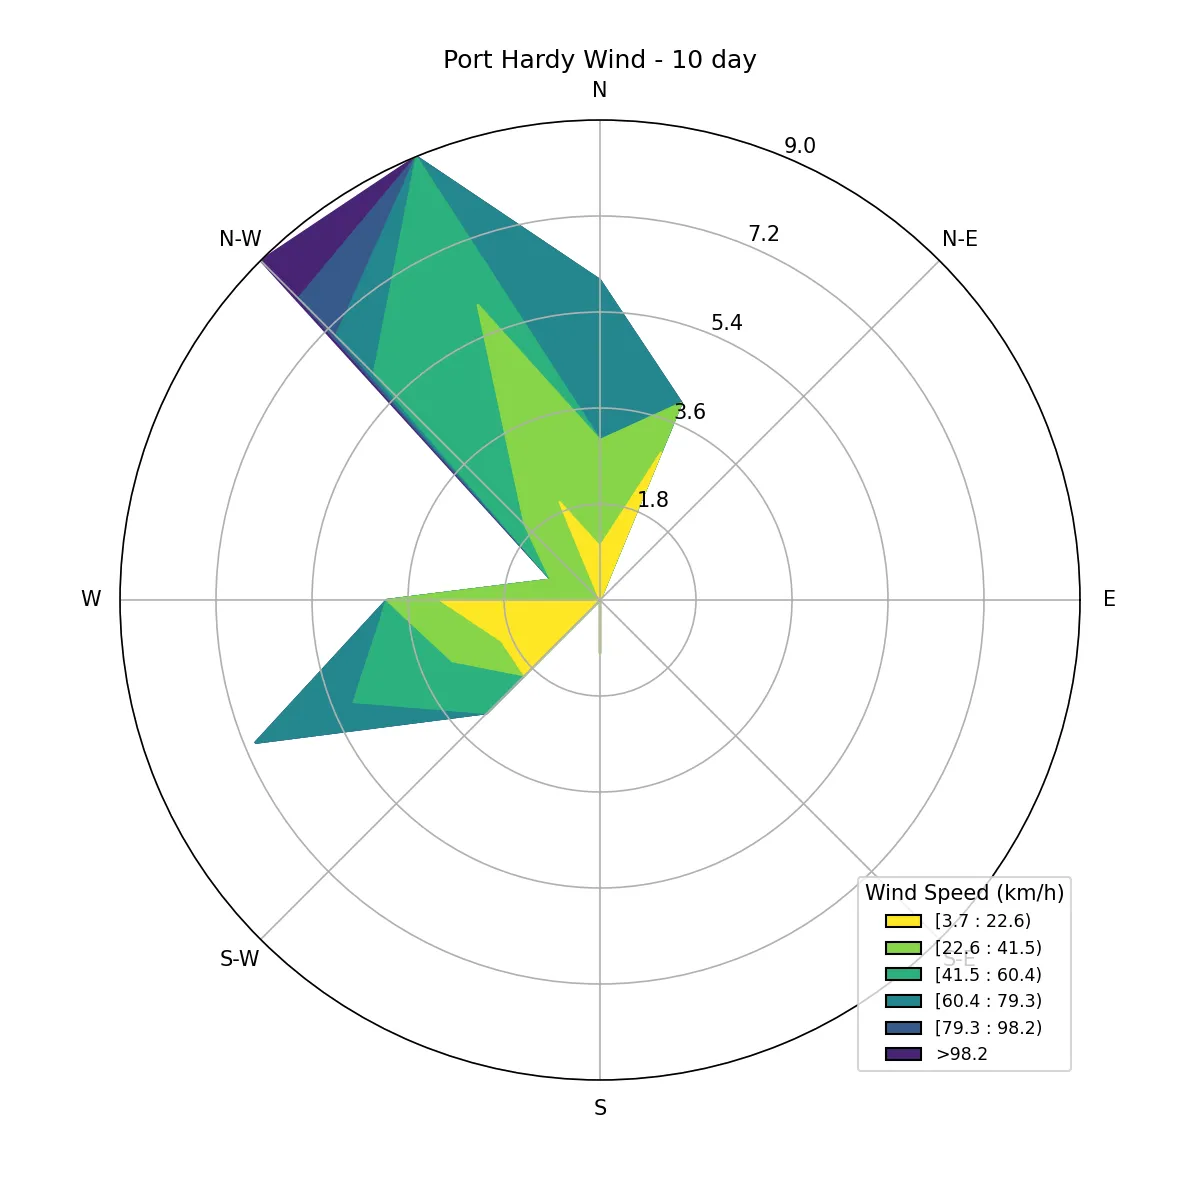 Port Hardy Wind - 10 day
N
9.0
N-W
7.2
N-E
5.4
3.6
1.8
W
E
S-W
S-E
S
Wind Speed (km/h)
[3.7 : 22.6)
[22.6 : 41.5)
[41.5 : 60.4)
[60.4 : 79.3)
[79.3 : 98.2)
>98.2